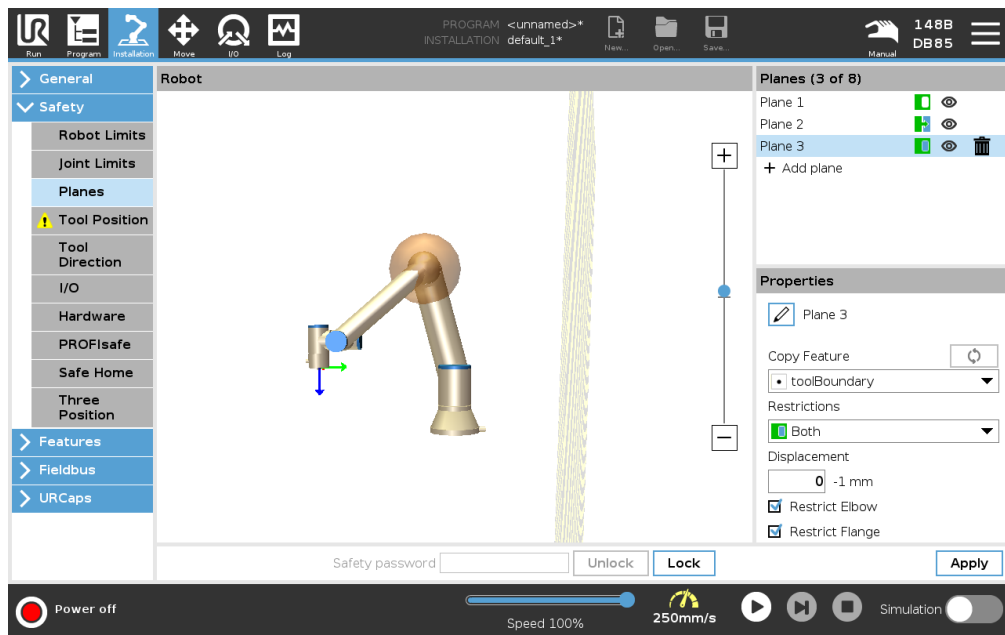 PROGRAM <unnamed>*
INSTALLATION default_1*
148B
DB85
UR
Run
Program
Installation
Move
I/O
Log
New...
Open...
Save...
Manual
General
Safety
Robot Limits
Joint Limits
Planes
Tool Position
Tool
Direction
I/O
Hardware
PROFIsafe
Safe Home
Three
Position
Features
Fieldbus
URCaps
Robot
Planes (3 of 8)
Plane 1
Plane 2
Plane 3
+ Add plane
Properties
Plane 3
Copy Feature
toolBoundary
Restrictions
Both
Displacement
0 -1 mm
Restrict Elbow
Restrict Flange
Safety password
Unlock
Lock
Apply
Power off
Speed 100%
250mm/s
Simulation